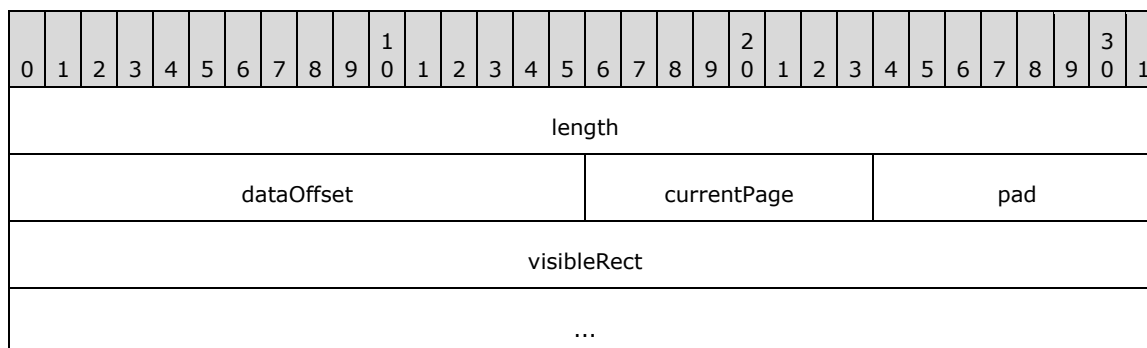 1 2 3
0 1 2 3 4 5 6 7 8 9 0 1 2 3 4 5 6 7 8 9 0 1 2 3 4 5 6 7 8 9 0 1
length
dataOffset currentPage pad
visibleRect
...